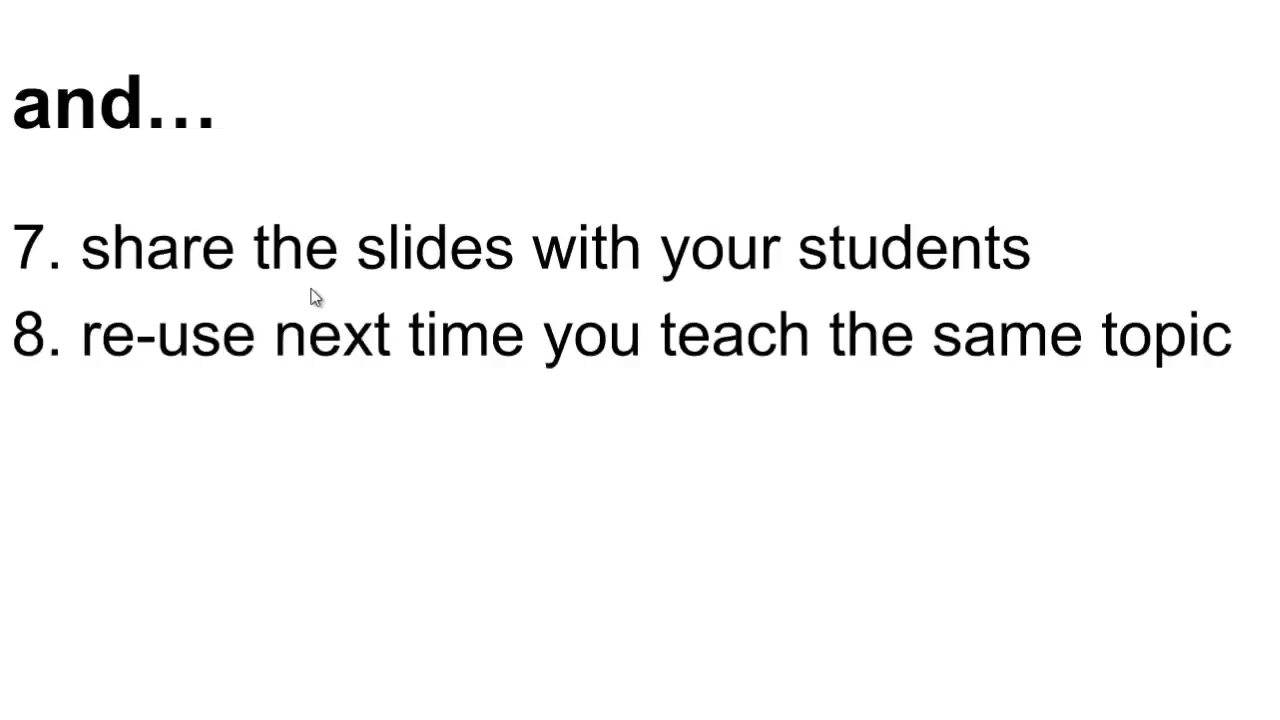 and…
7. share the slides with your students
8. re-use next time you teach the same topic